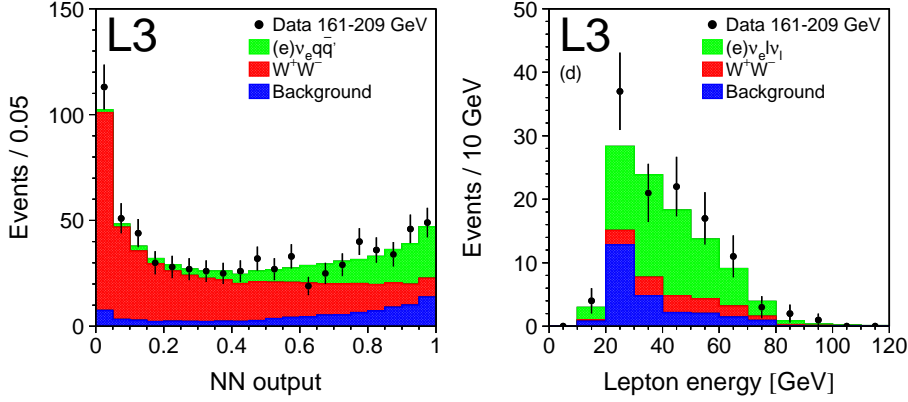 L3
Data 161-209 GeV
(e)νₑqq̄'
W⁺W⁻
Background
Events / 0.05
150
100
50
0
0 0.2 0.4 0.6 0.8 1
NN output
L3
(d)
Data 161-209 GeV
(e)νₑlνₗ
W⁺W⁻
Background
Events / 10 GeV
50
40
30
20
10
0
0 20 40 60 80 100 120
Lepton energy [GeV]